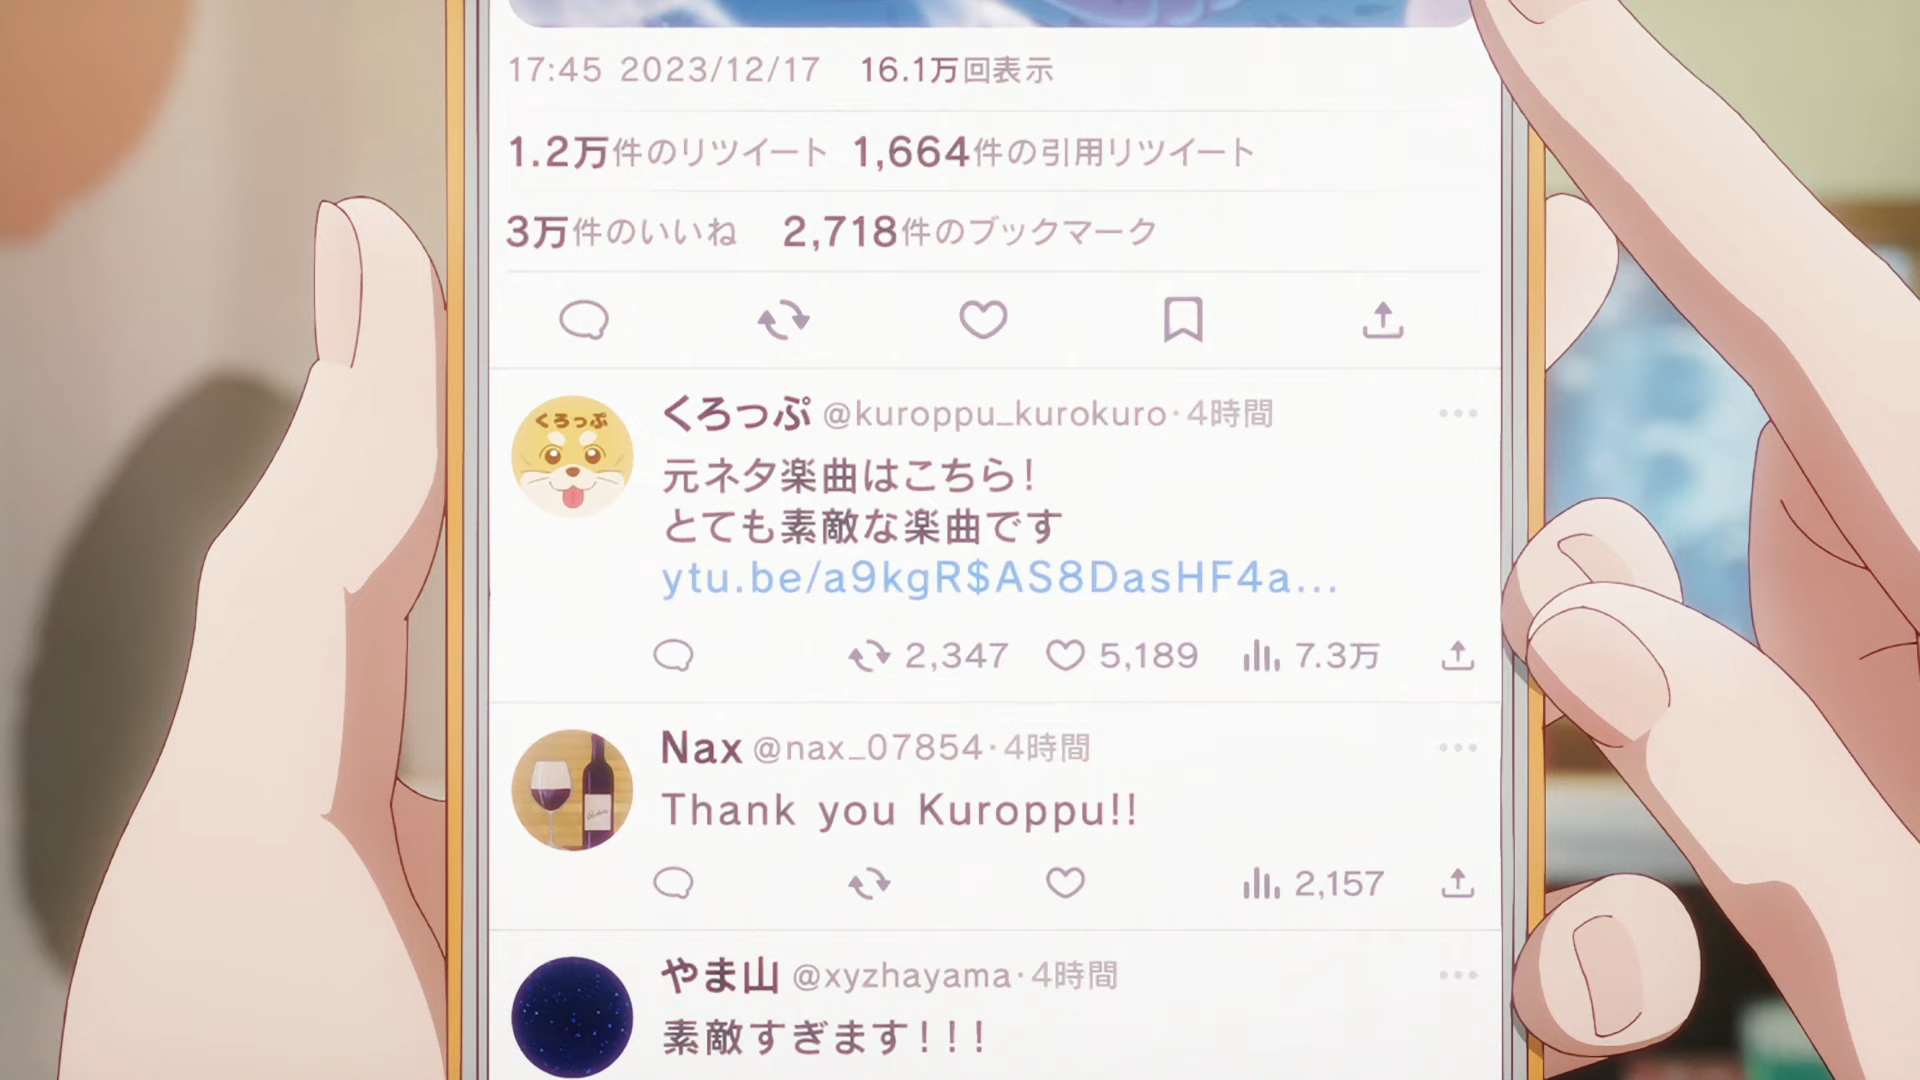 17:45 2023/12/17 16.1万回表示
1.2万件のリツイート 1,664件の引用リツイート
3万件のいいね 2,718件のブックマーク
くろっぷ
くろっぷ @kuroppu_kurokuro·4時間
元ネタ楽曲はこちら！
とても素敵な楽曲です
ytu.be/a9kgR$AS8DasHF4a...
2,347 5,189 7.3万
Nax @nax_07854·4時間
Thank you Kuroppu!!
2,157
やま山 @xyzhayama·4時間
素敵すぎます！！！